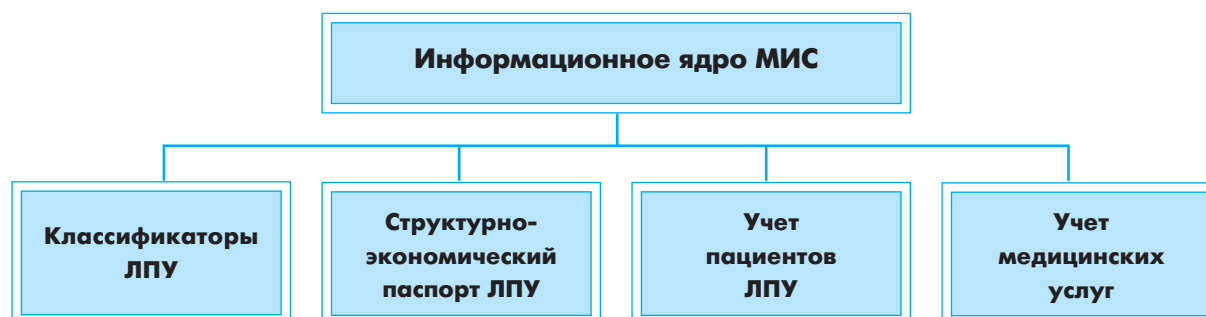 Информационное ядро МИС
Классификаторы
ЛПУ
Структурно-
экономический
паспорт ЛПУ
Учет
пациентов
ЛПУ
Учет
медицинских
услуг